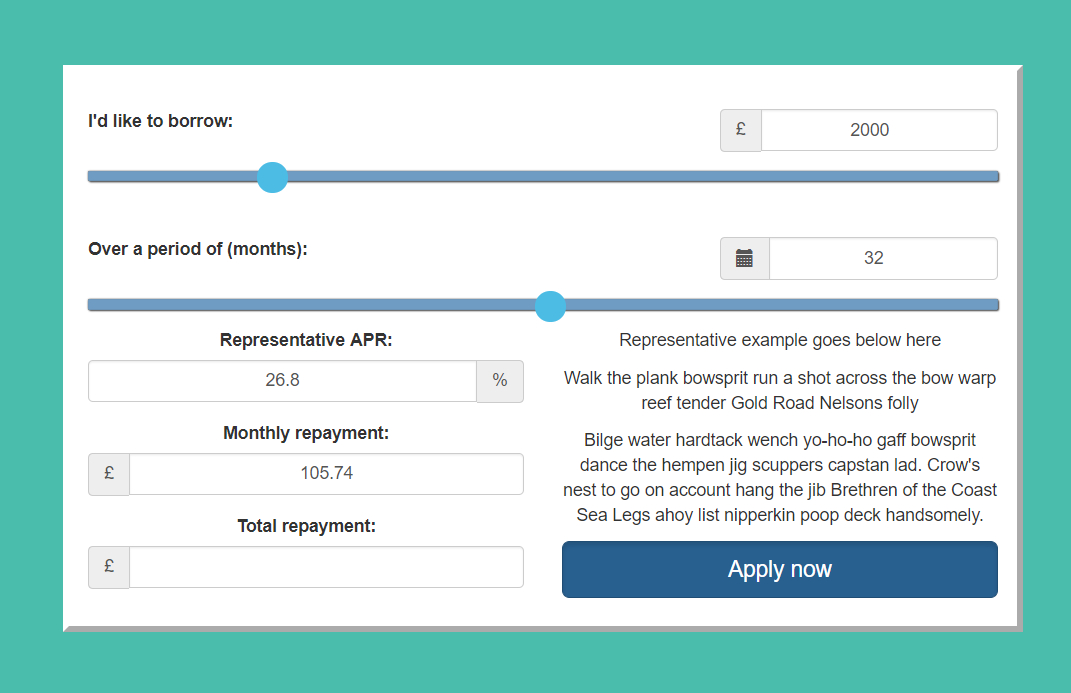 I'd like to borrow:
£ 2000
Over a period of (months):
32
Representative APR:
26.8 %
Monthly repayment:
£ 105.74
Total repayment:
£
Representative example goes below here
Walk the plank bowsprit run a shot across the bow warp
reef tender Gold Road Nelsons folly
Bilge water hardtack wench yo-ho-ho gaff bowsprit
dance the hempen jig scuppers capstan lad. Crow's
nest to go on account hang the jib Brethren of the Coast
Sea Legs ahoy list nipperkin poop deck handsomely.
Apply now